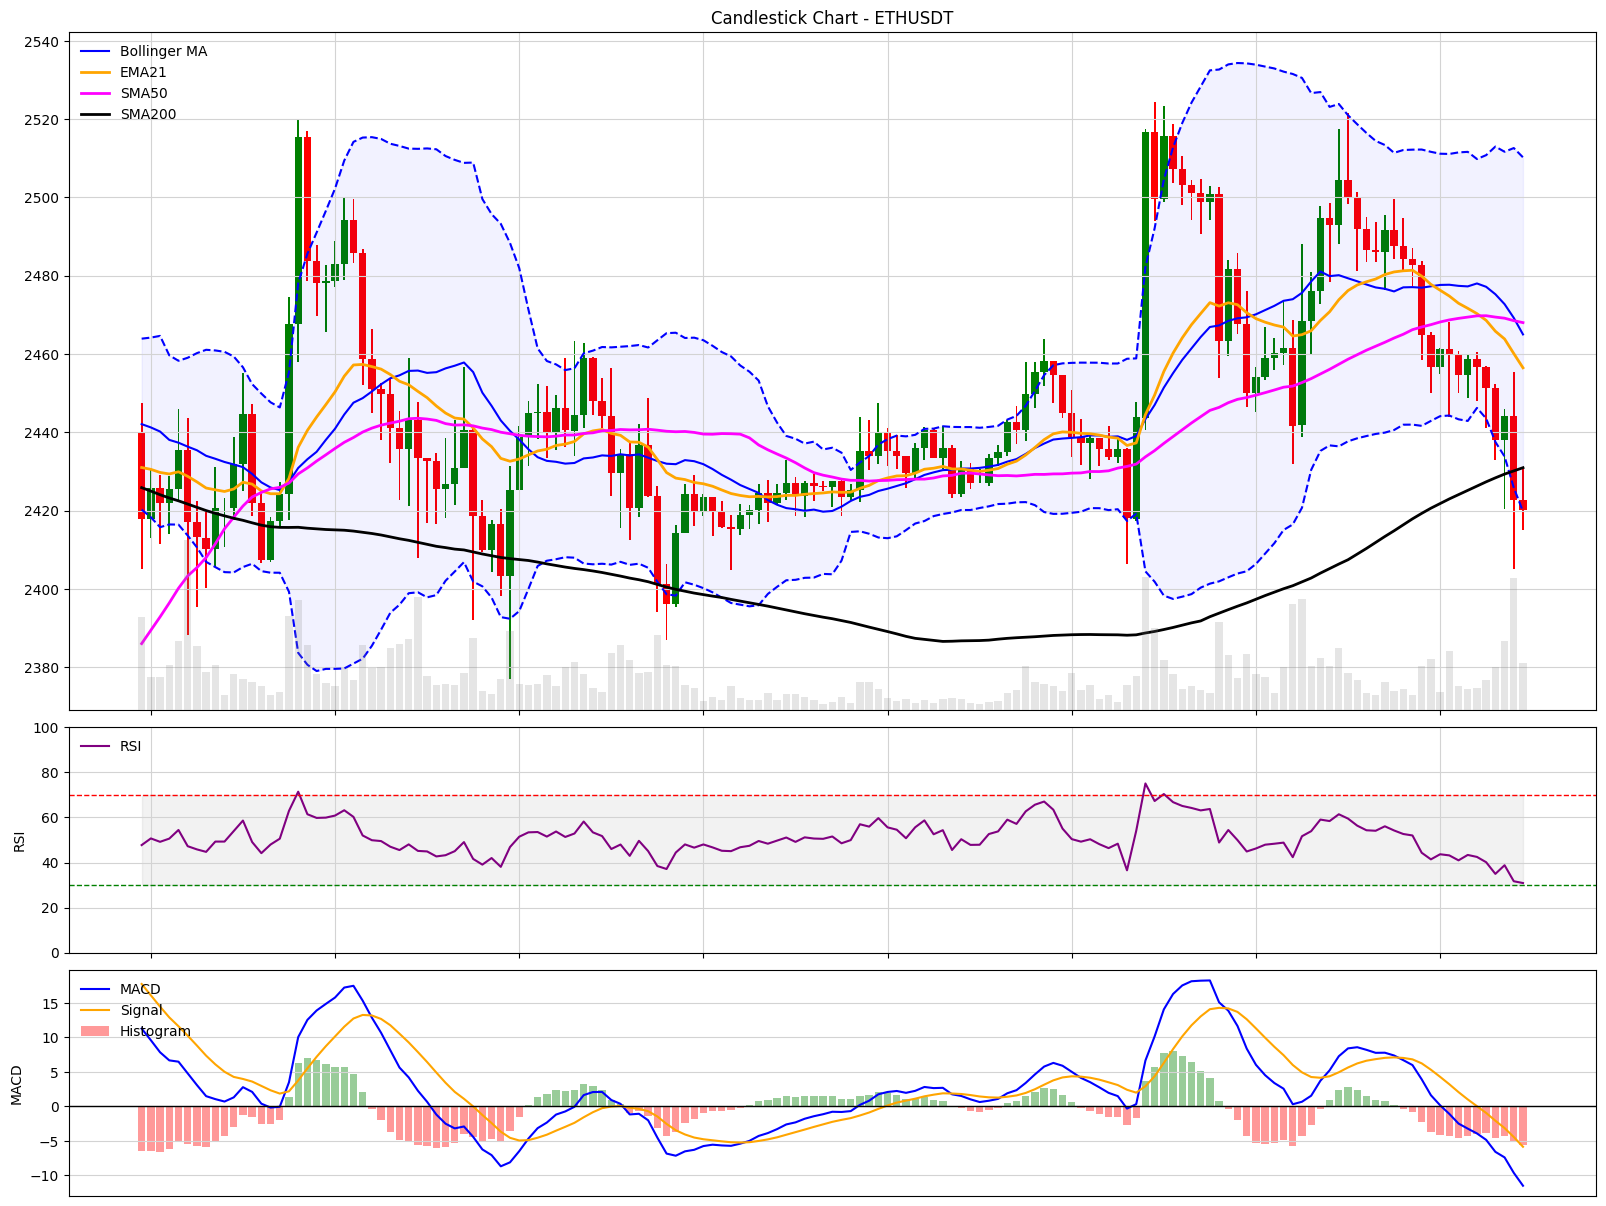 Candlestick Chart - ETHUSDT
2540
2520
2500
2480
2460
2440
2420
2400
2380
Bollinger MA
EMA21
SMA50
SMA200
100
80
60
40
20
0
RSI
RSI
15
10
5
0
−5
−10
MACD
MACD
Signal
Histogram